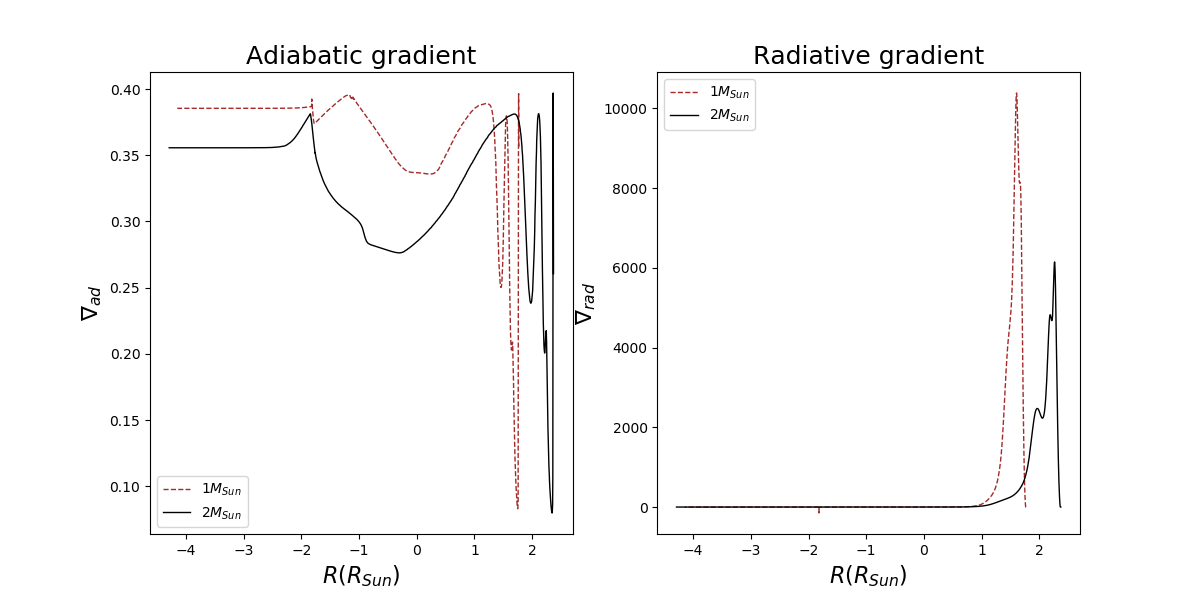 Adiabatic gradient
Radiative gradient
∇ad
0.40
0.35
0.30
0.25
0.20
0.15
0.10
1MSun
2MSun
−4
−3
−2
−1
0
1
2
R(RSun)
∇rad
10000
8000
6000
4000
2000
0
1MSun
2MSun
−4
−3
−2
−1
0
1
2
R(RSun)